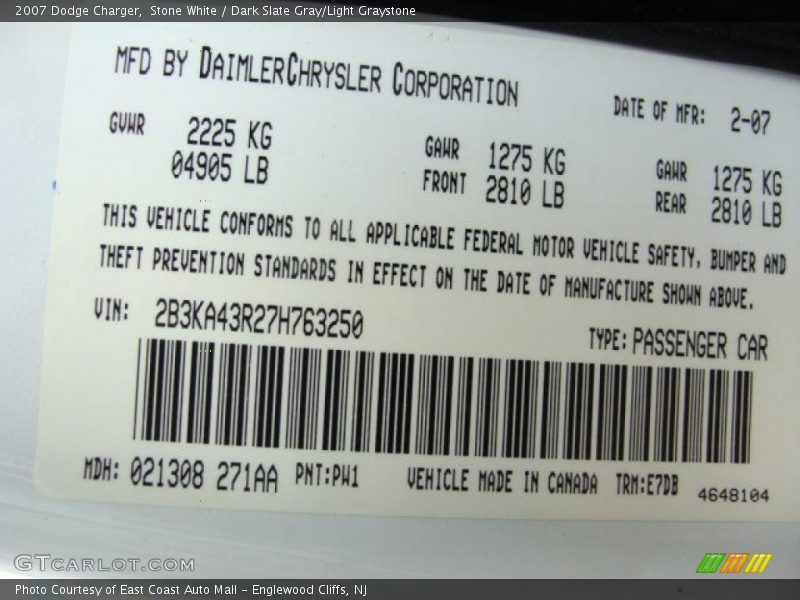 2007 Dodge Charger, Stone White / Dark Slate Gray/Light Graystone
MFD BY DAIMLERCHRYSLER CORPORATION
DATE OF MFR: 2-07
GVWR 2225 KG
04905 LB
GAWR 1275 KG
FRONT 2810 LB
GAWR 1275 KG
REAR 2810 LB
THIS VEHICLE CONFORMS TO ALL APPLICABLE FEDERAL MOTOR VEHICLE SAFETY, BUMPER AND
THEFT PREVENTION STANDARDS IN EFFECT ON THE DATE OF MANUFACTURE SHOWN ABOVE.
VIN: 2B3KA43R27H763250
TYPE: PASSENGER CAR
MDH: 021308 271AA PNT:PW1 VEHICLE MADE IN CANADA TRM:E7DB 4648104
GTCARLOT.COM
Photo Courtesy of East Coast Auto Mall - Englewood Cliffs, NJ